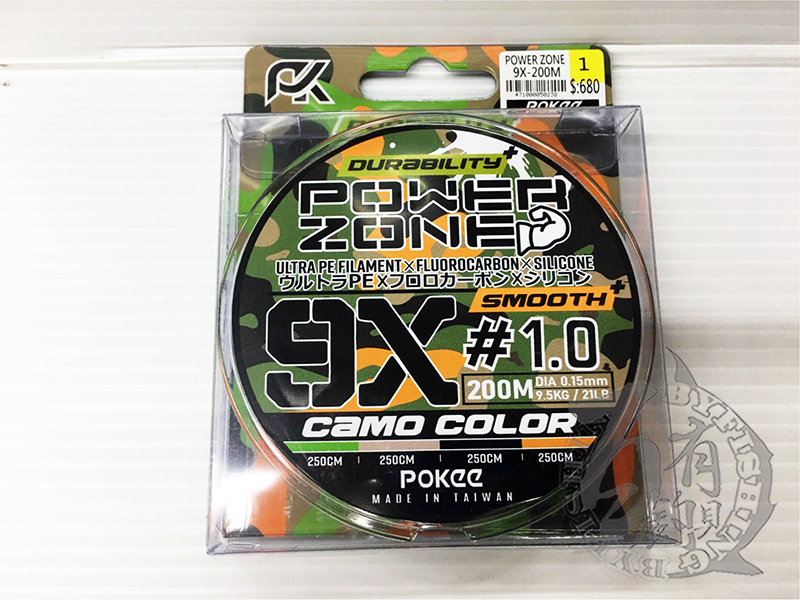 PK
POWER ZONE
9X-200M
1
4710000050238
$:680
POKee
DURABILITY+
POWER
ZONE
ULTRA PE FILAMENT×FLUOROCARBON×SILICONE
ウルトラPE×フロロカーボン×シリコン
SMOOTH+
9X
#1.0
200M
DIA 0.15mm
9.5KG / 21LB
CAMO COLOR
250CM
250CM
250CM
250CM
POKee
MADE IN TAIWAN